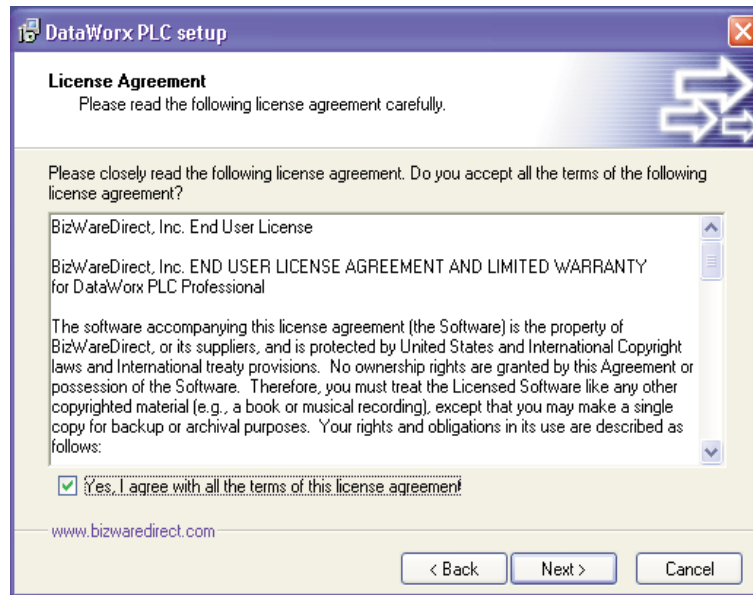 DataWorx PLC setup
License Agreement
Please read the following license agreement carefully.
Please closely read the following license agreement. Do you accept all the terms of the following
license agreement?
BizWareDirect, Inc. End User License
BizWareDirect, Inc. END USER LICENSE AGREEMENT AND LIMITED WARRANTY
for DataWorx PLC Professional
The software accompanying this license agreement (the Software) is the property of
BizWareDirect, or its suppliers, and is protected by United States and International Copyright
laws and International treaty provisions.  No ownership rights are granted by this Agreement or
possession of the Software.  Therefore, you must treat the Licensed Software like any other
copyrighted material (e.g., a book or musical recording), except that you may make a single
copy for backup or archival purposes.  Your rights and obligations in its use are described as
follows:
Yes, I agree with all the terms of this license agreement
www.bizwaredirect.com
< Back
Next >
Cancel